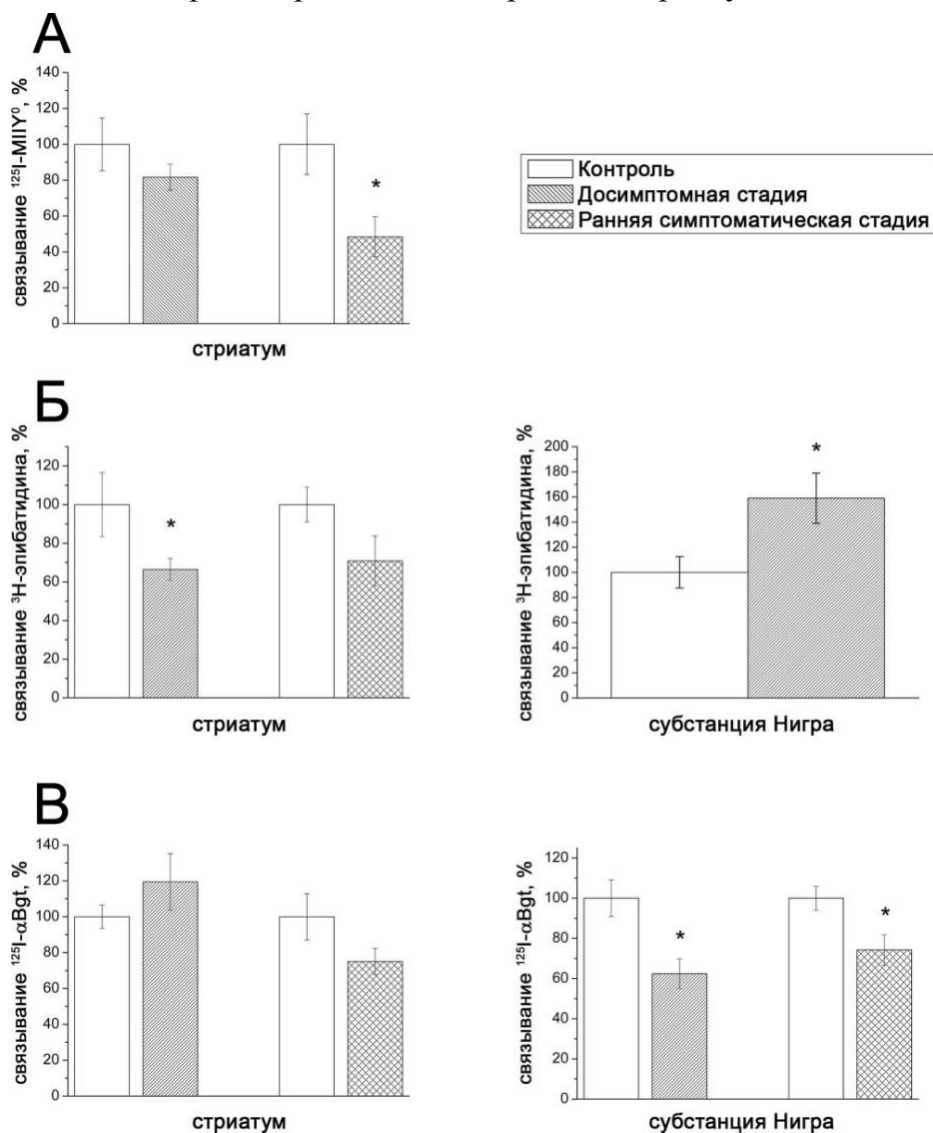 А
связывание ¹²⁵I-MIIY⁰, %
140
120
100
80
60
40
20
0
*
стриатум
Контроль
Досимптомная стадия
Ранняя симптоматическая стадия
Б
связывание ³H-эпибатидина, %
120
100
80
60
40
20
0
*
стриатум
связывание ³H-эпибатидина, %
200
180
160
140
120
100
80
60
40
20
0
*
субстанция Нигра
В
связывание ¹²⁵I-αBgt, %
140
120
100
80
60
40
20
0
стриатум
связывание ¹²⁵I-αBgt, %
120
100
80
60
40
20
0
*
*
субстанция Нигра